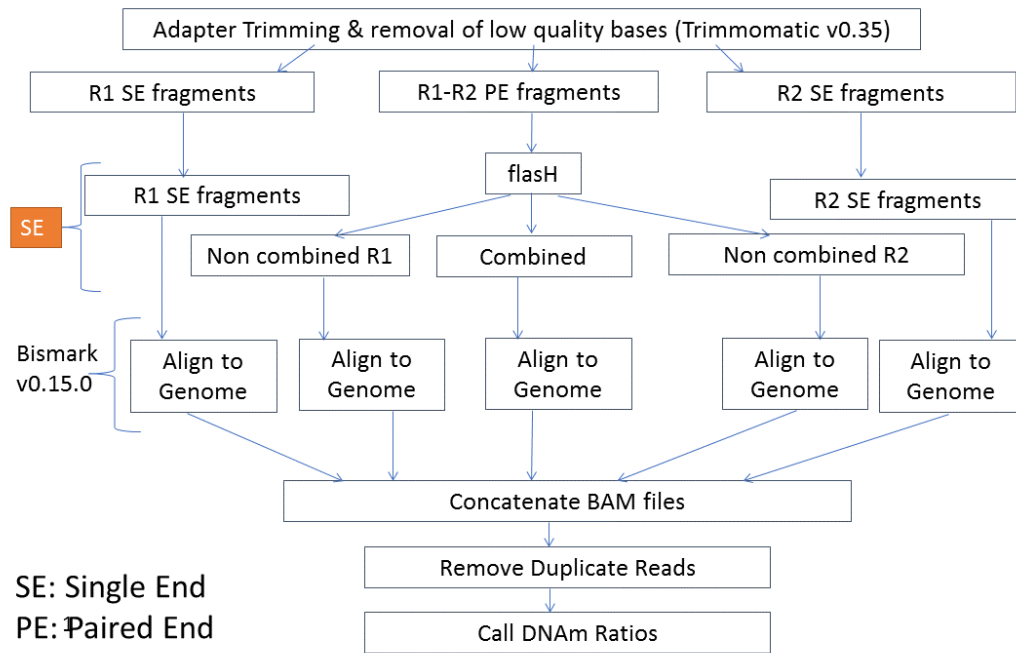 Adapter Trimming & removal of low quality bases (Trimmomatic v0.35)
R1 SE fragments
R1-R2 PE fragments
R2 SE fragments
flasH
R1 SE fragments
R2 SE fragments
SE
Non combined R1
Combined
Non combined R2
Bismark
v0.15.0
Align to
Genome
Align to
Genome
Align to
Genome
Align to
Genome
Align to
Genome
Concatenate BAM files
Remove Duplicate Reads
Call DNAm Ratios
SE: Single End
PE: Paired End
1